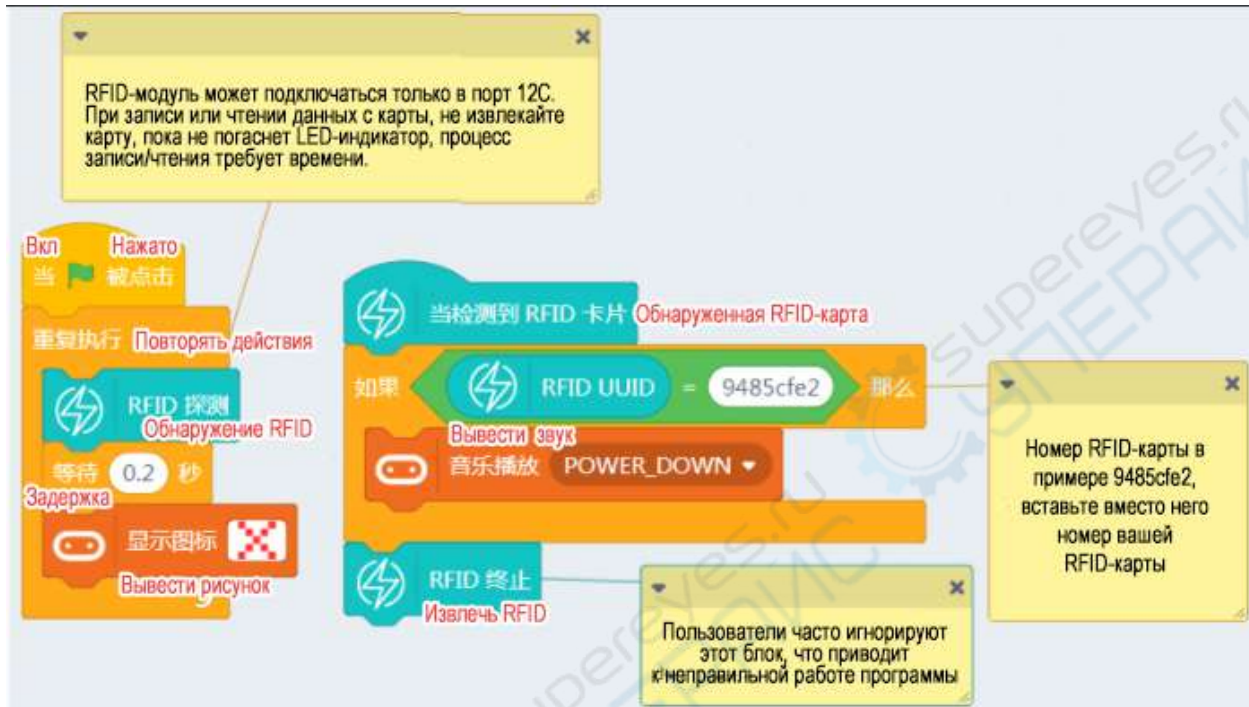 RFID-модуль может подключаться только в порт 12C.
При записи или чтении данных с карты, не извлекайте
карту, пока не погаснет LED-индикатор, процесс
записи/чтения требует времени.
Вкл Нажато
当 被点击
重复执行 Повторять действия
RFID 探测
Обнаружение RFID
等待 0.2 秒
Задержка
显示图标
Вывести рисунок
当检测到 RFID 卡片 Обнаруженная RFID-карта
如果 RFID UUID = 9485cfe2 那么
Вывести звук
音乐播放 POWER_DOWN
RFID 终止
Извлечь RFID
Номер RFID-карты в
примере 9485cfe2,
вставьте вместо него
номер вашей
RFID-карты
Пользователи часто игнорируют
этот блок, что приводит
к неправильной работе программы
supereyes.ru
СУПЕРАЙС
supereyes.ru